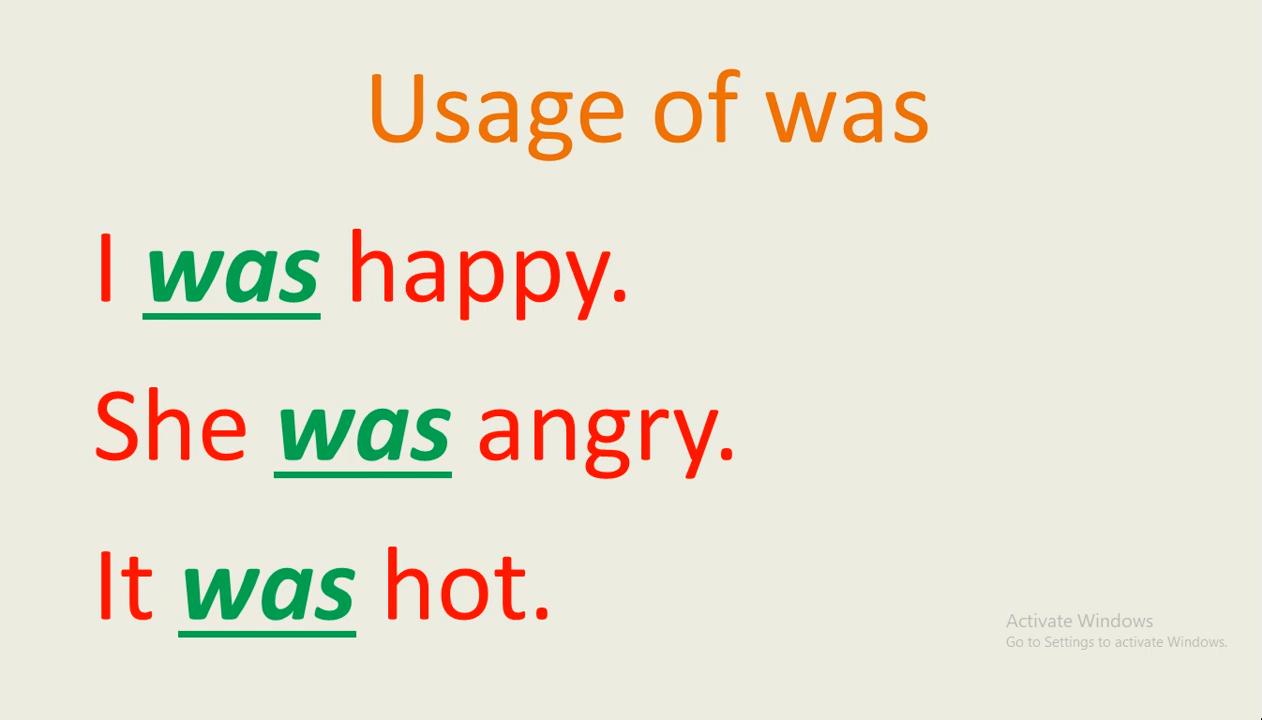 Usage of was
I was happy.
She was angry.
It was hot.
Activate Windows
Go to Settings to activate Windows.